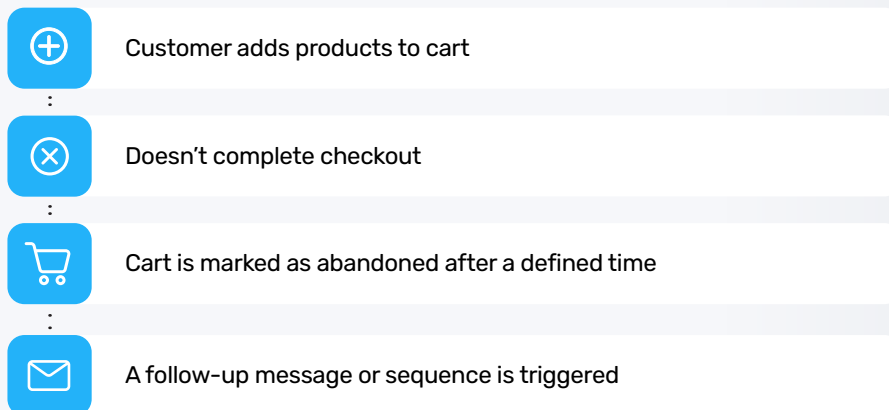 Customer adds products to cart
Doesn’t complete checkout
Cart is marked as abandoned after a defined time
A follow-up message or sequence is triggered